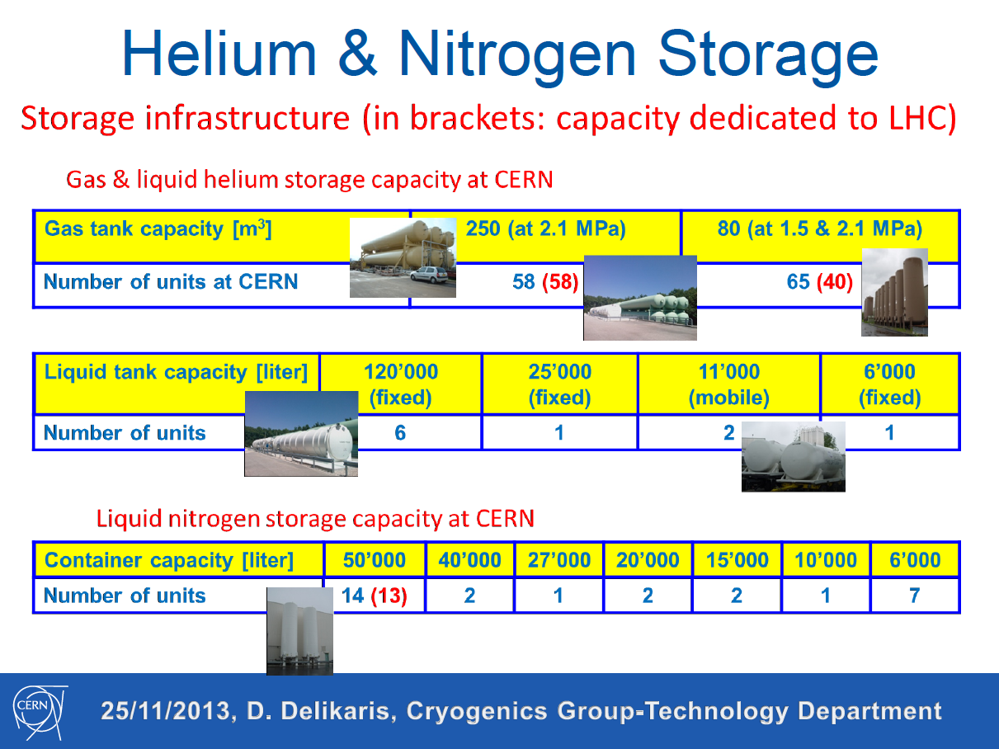 Helium & Nitrogen Storage
Storage infrastructure (in brackets: capacity dedicated to LHC)
Gas & liquid helium storage capacity at CERN
Gas tank capacity [m³] 250 (at 2.1 MPa) 80 (at 1.5 & 2.1 MPa)
Number of units at CERN 58 (58) 65 (40)
Liquid tank capacity [liter] 120’000 25’000 11’000 6’000
(fixed) (fixed) (mobile) (fixed)
Number of units 6 1 2 1
Liquid nitrogen storage capacity at CERN
Container capacity [liter] 50’000 40’000 27’000 20’000 15’000 10’000 6’000
Number of units 14 (13) 2 1 2 2 1 7
CERN
25/11/2013, D. Delikaris, Cryogenics Group-Technology Department